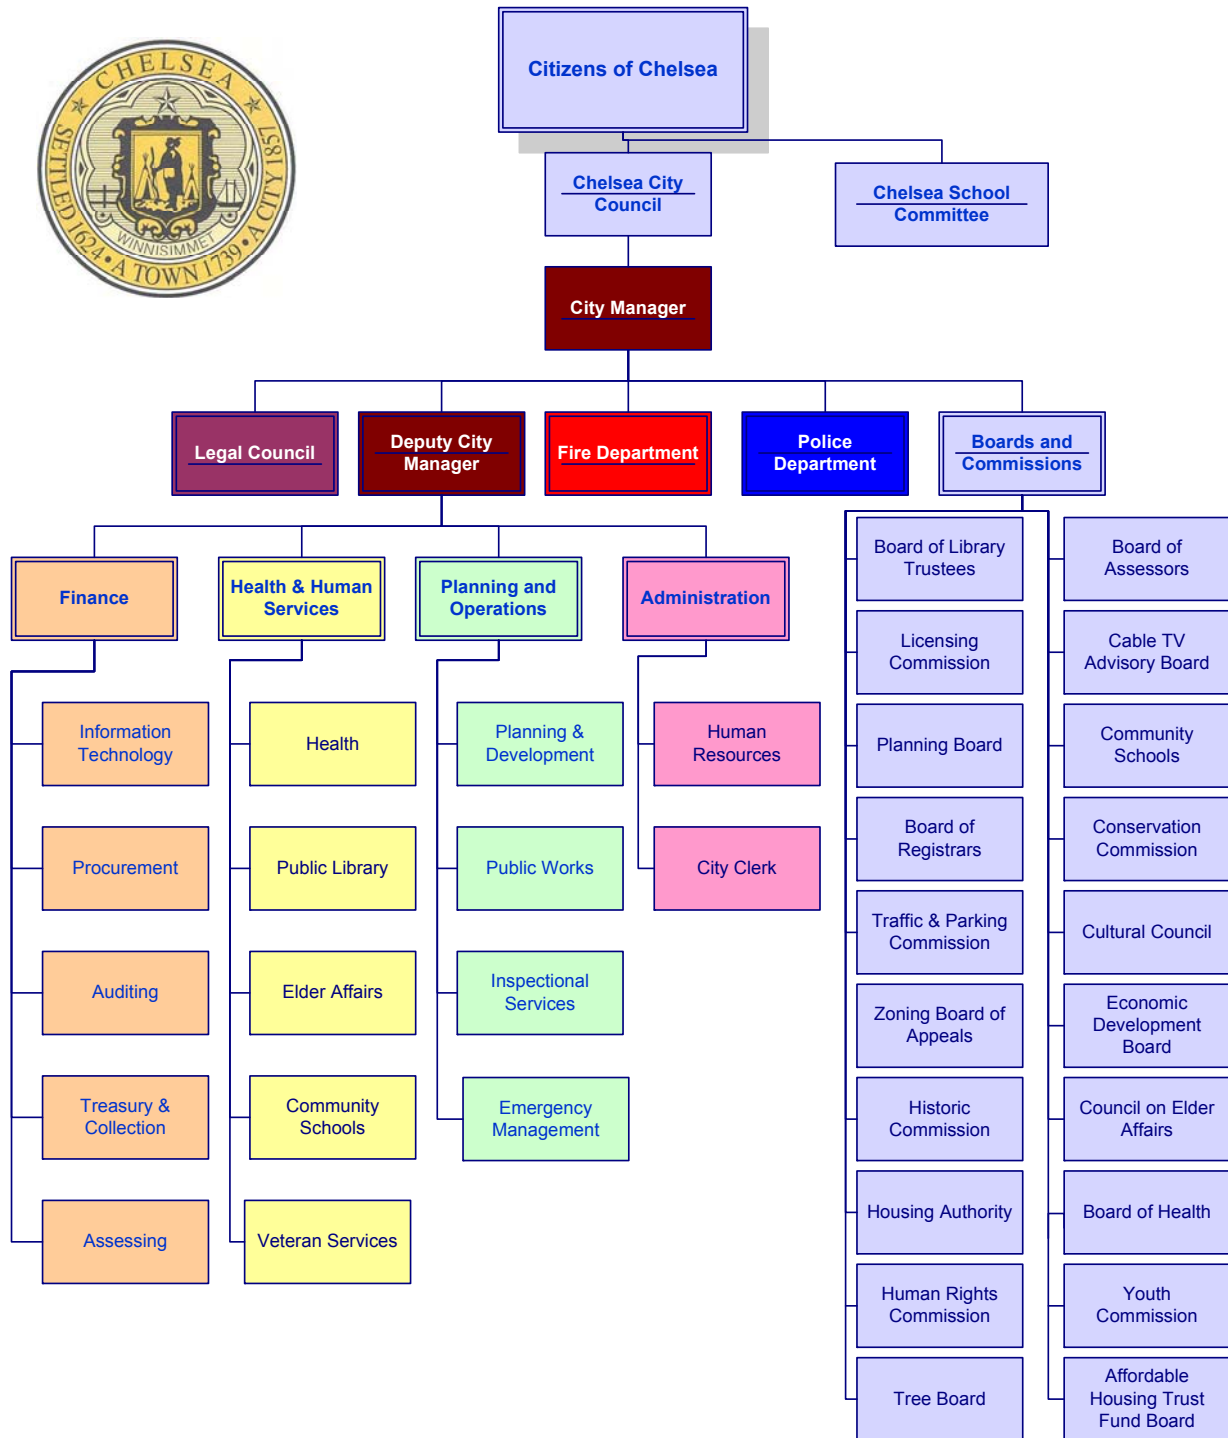 CHELSEA
SETTLED 1624 • A TOWN 1739 • A CITY 1857
WINNISIMMET
Citizens of Chelsea
Chelsea City
Council
Chelsea School
Committee
City Manager
Legal Council
Deputy City
Manager
Fire Department
Police
Department
Boards and
Commissions
Finance
Health & Human
Services
Planning and
Operations
Administration
Information
Technology
Procurement
Auditing
Treasury &
Collection
Assessing
Health
Public Library
Elder Affairs
Community
Schools
Veteran Services
Planning &
Development
Public Works
Inspectional
Services
Emergency
Management
Human
Resources
City Clerk
Board of Library
Trustees
Licensing
Commission
Planning Board
Board of
Registrars
Traffic & Parking
Commission
Zoning Board of
Appeals
Historic
Commission
Housing Authority
Human Rights
Commission
Tree Board
Board of
Assessors
Cable TV
Advisory Board
Community
Schools
Conservation
Commission
Cultural Council
Economic
Development
Board
Council on Elder
Affairs
Board of Health
Youth
Commission
Affordable
Housing Trust
Fund Board